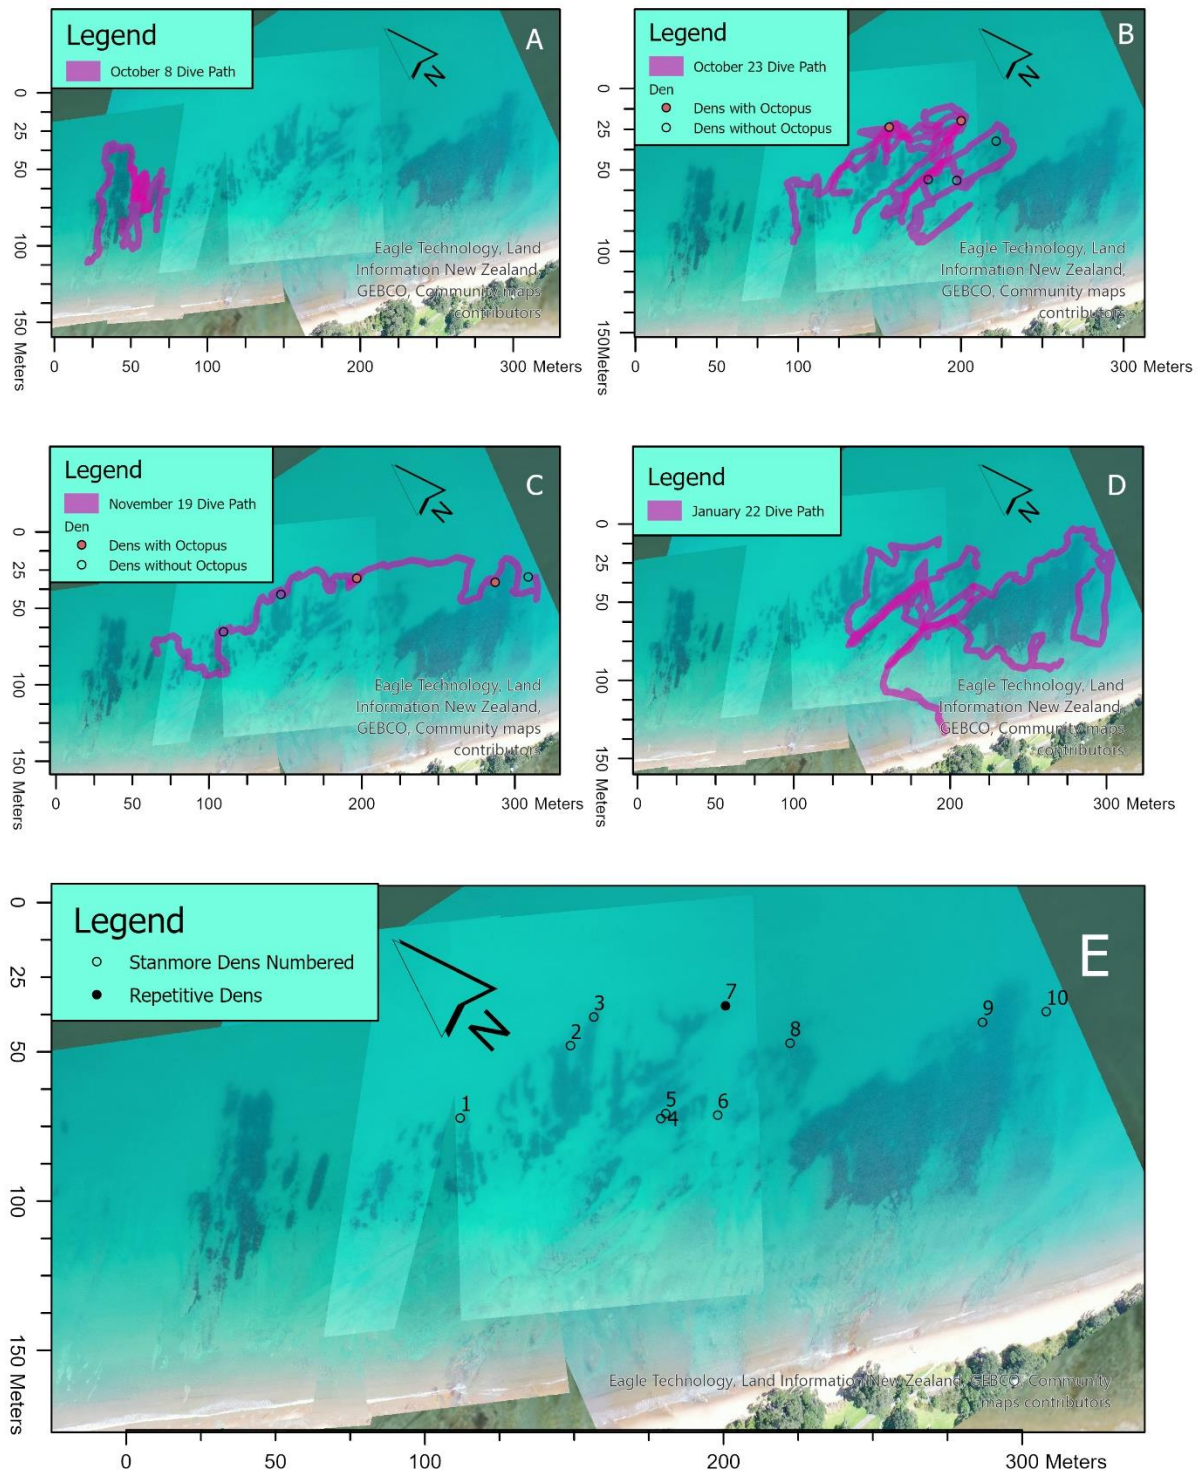 Legend
October 8 Dive Path
A
N
0
25
50
100
150 Meters
Eagle Technology, Land
Information New Zealand,
GEBCO, Community maps
contributors
0
50
100
200
300 Meters
Legend
October 23 Dive Path
Den
Dens with Octopus
Dens without Octopus
B
N
0
25
50
100
150Meters
Eagle Technology, Land
Information New Zealand,
GEBCO, Community maps
contributors
0
50
100
200
300 Meters
Legend
November 19 Dive Path
Den
Dens with Octopus
Dens without Octopus
C
N
0
25
50
100
150 Meters
Eagle Technology, Land
Information New Zealand,
GEBCO, Community maps
contributors
0
50
100
200
300 Meters
Legend
January 22 Dive Path
D
N
0
25
50
100
150 Meters
Eagle Technology, Land
Information New Zealand,
GEBCO, Community maps
contributors
0
50
100
200
300 Meters
Legend
Stanmore Dens Numbered
Repetitive Dens
E
N
0
25
50
100
150 Meters
1
2
3
4
5
6
7
8
9
10
Eagle Technology, Land Information New Zealand, GEBCO, Community
maps contributors
0
50
100
200
300 Meters